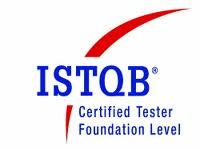 ISTQB®
Certified Tester
Foundation Level